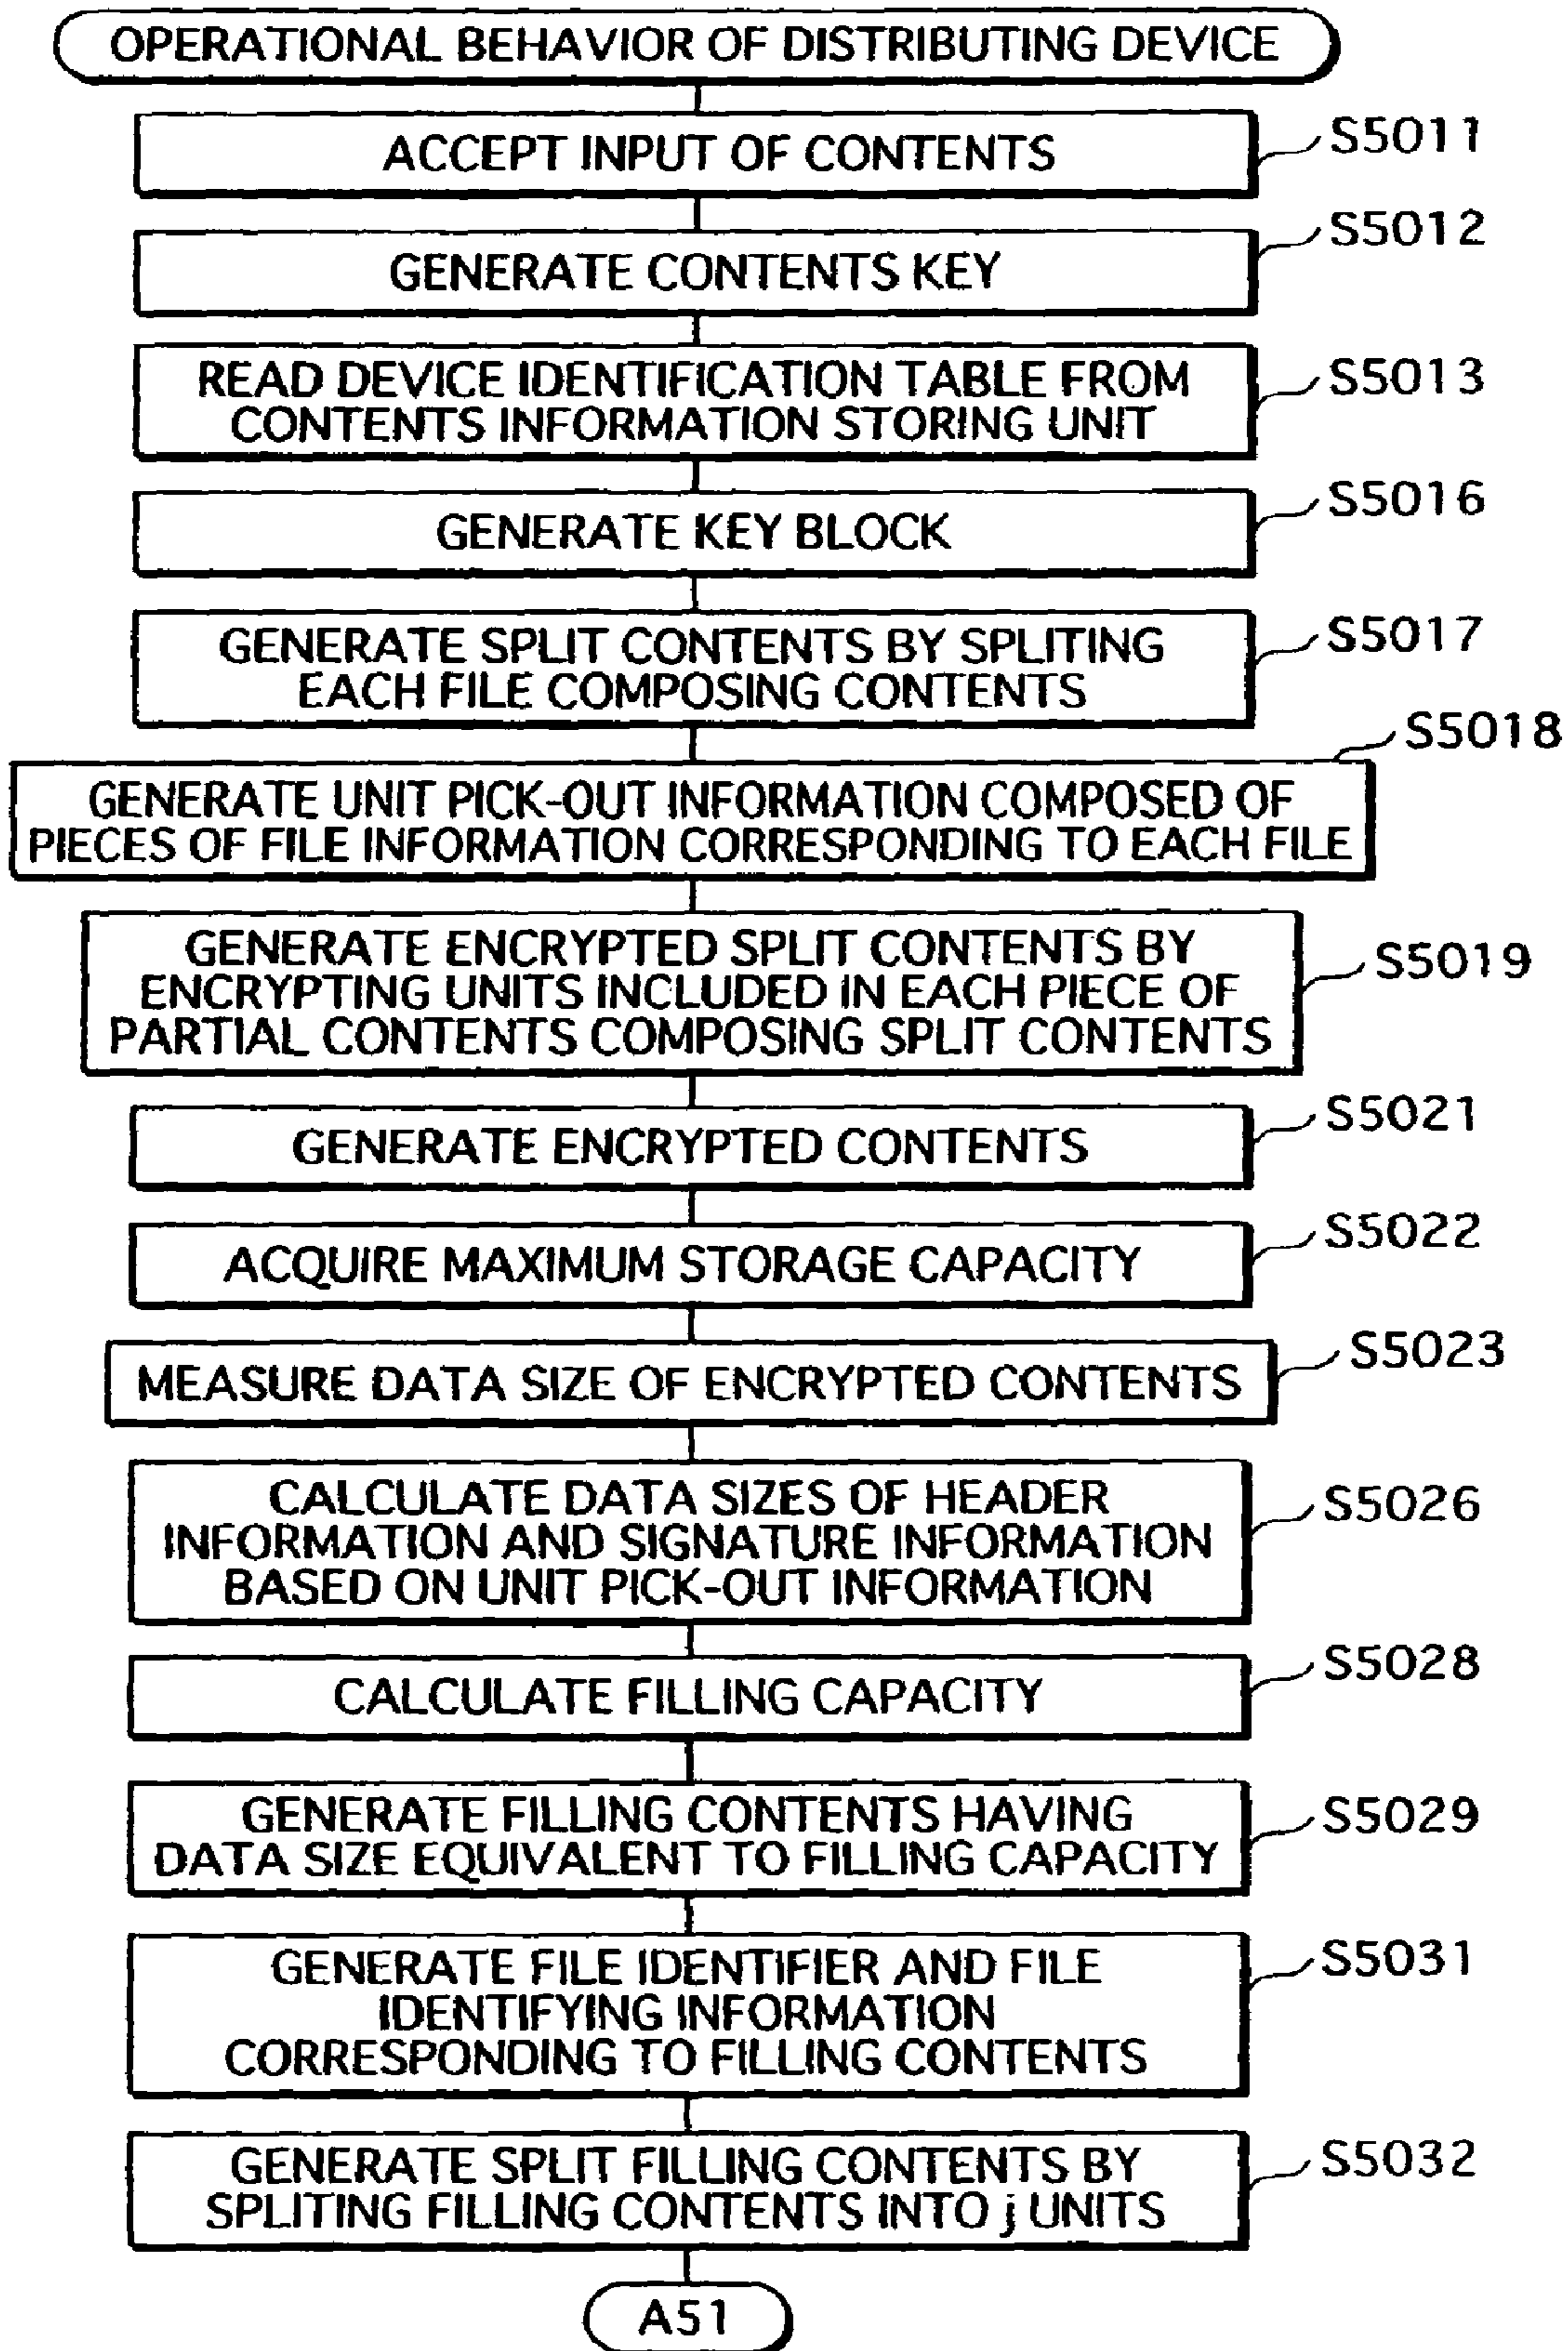 OPERATIONAL BEHAVIOR OF DISTRIBUTING DEVICE
ACCEPT INPUT OF CONTENTS
S5011
GENERATE CONTENTS KEY
S5012
READ DEVICE IDENTIFICATION TABLE FROM
CONTENTS INFORMATION STORING UNIT
S5013
GENERATE KEY BLOCK
S5016
GENERATE SPLIT CONTENTS BY SPLITING
EACH FILE COMPOSING CONTENTS
S5017
GENERATE UNIT PICK-OUT INFORMATION COMPOSED OF
PIECES OF FILE INFORMATION CORRESPONDING TO EACH FILE
S5018
GENERATE ENCRYPTED SPLIT CONTENTS BY
ENCRYPTING UNITS INCLUDED IN EACH PIECE OF
PARTIAL CONTENTS COMPOSING SPLIT CONTENTS
S5019
GENERATE ENCRYPTED CONTENTS
S5021
ACQUIRE MAXIMUM STORAGE CAPACITY
S5022
MEASURE DATA SIZE OF ENCRYPTED CONTENTS
S5023
CALCULATE DATA SIZES OF HEADER
INFORMATION AND SIGNATURE INFORMATION
BASED ON UNIT PICK-OUT INFORMATION
S5026
CALCULATE FILLING CAPACITY
S5028
GENERATE FILLING CONTENTS HAVING
DATA SIZE EQUIVALENT TO FILLING CAPACITY
S5029
GENERATE FILE IDENTIFIER AND FILE
IDENTIFYING INFORMATION
CORRESPONDING TO FILLING CONTENTS
S5031
GENERATE SPLIT FILLING CONTENTS BY
SPLITING FILLING CONTENTS INTO j UNITS
S5032
A51